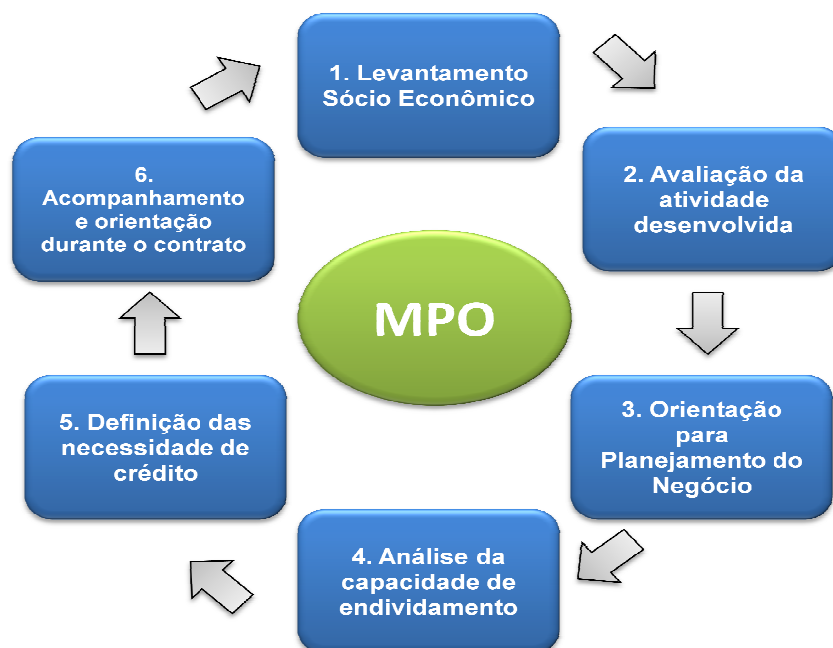 1. Levantamento
Sócio Econômico
2. Avaliação da
atividade
desenvolvida
3. Orientação
para
Planejamento do
Negócio
4. Análise da
capacidade de
endividamento
5. Definição das
necessidade de
crédito
6.
Acompanhamento
e orientação
durante o contrato
MPO